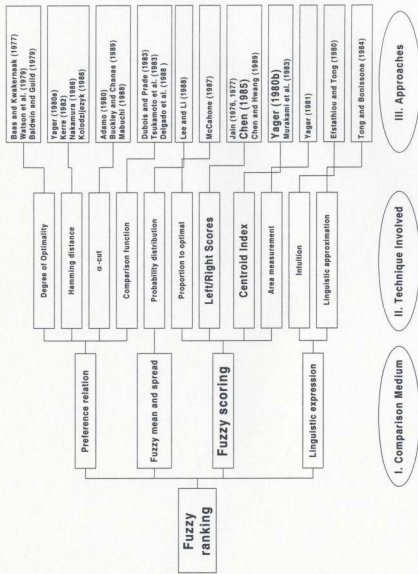 Fuzzy
ranking
Preference relation
Fuzzy mean and spread
Fuzzy scoring
Linguistic expression
I. Comparison Medium
Degree of Optimality
Hamming distance
α-cut
Comparison function
Probability distribution
Proportion to optimal
Left/Right Scores
Centroid Index
Area measurement
Intuition
Linguistic approximation
II. Technique Involved
Baas and Kwakernaak (1977)
Watson et al. (1979)
Baldwin and Guild (1979)
Yager (1980a)
Kerre (1982)
Nakamura (1986)
Kolodziejezyk (1986)
Adamo (1980)
Buckley and Chanas (1989)
Mabuchi (1988)
Dubois and Prade (1983)
Tsukamoto et al. (1983)
Delgado et al. (1988 )
Lee and Li (1988)
McCahone (1987)
Jain (1976, 1977)
Chen (1985)
Chen and Hwang (1989)
Yager (1980b)
Murakami et al. (1983)
Yager (1981)
Efstathiou and Tong (1980)
Tong and Bonissone (1984)
III. Approaches